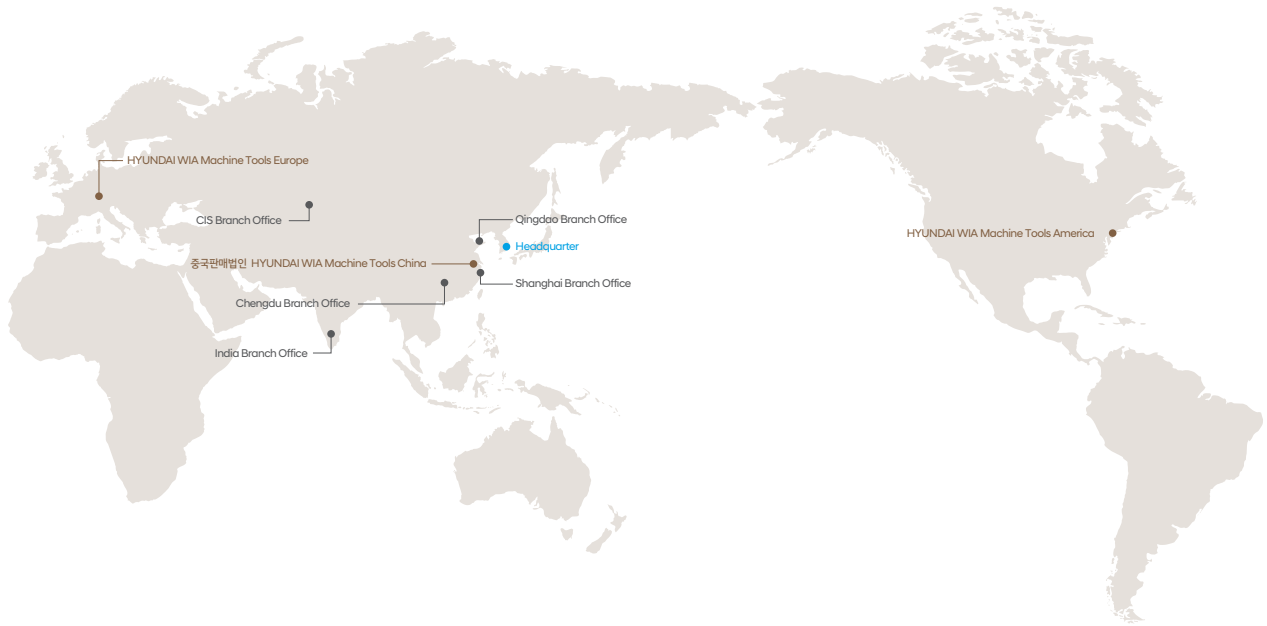 HYUNDAI WIA Machine Tools Europe
CIS Branch Office
Qingdao Branch Office
HYUNDAI WIA Machine Tools America
Headquarter
중국판매법인 HYUNDAI WIA Machine Tools China
Shanghai Branch Office
Chengdu Branch Office
India Branch Office